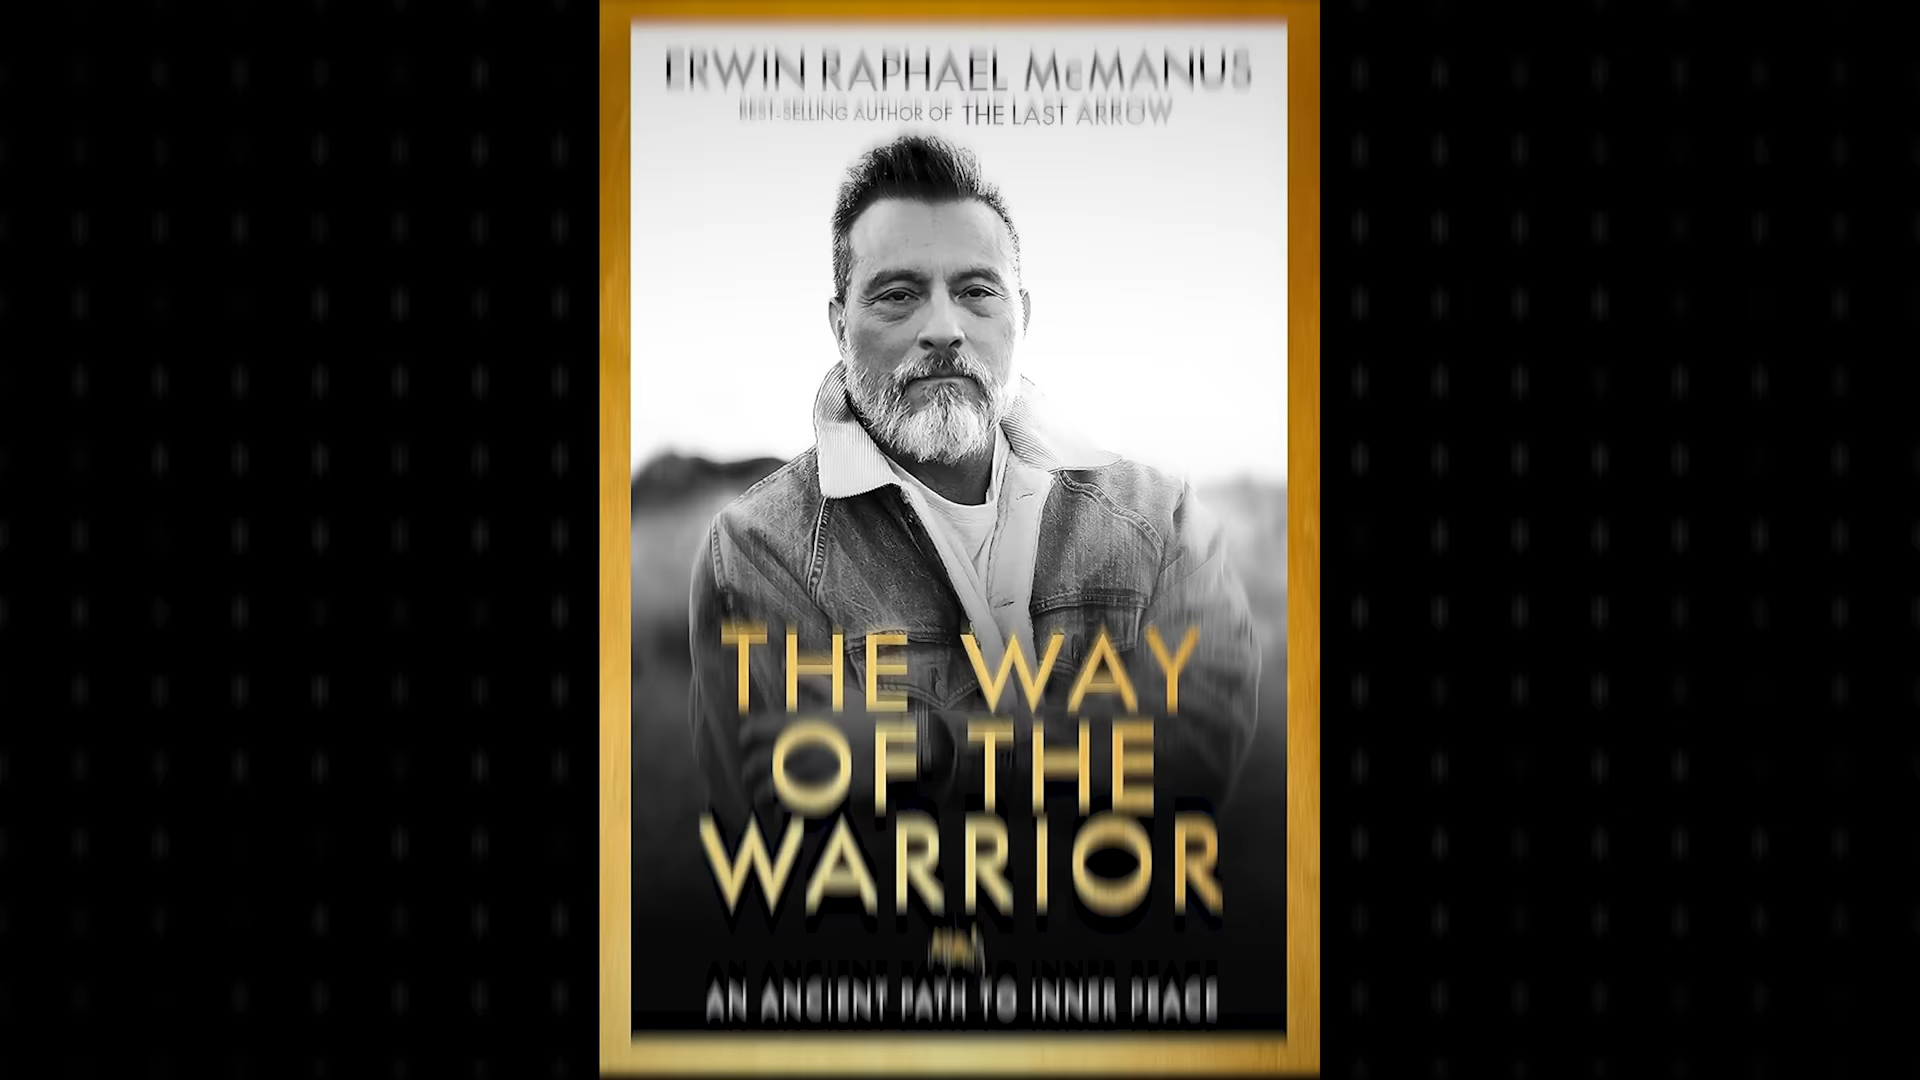 ERWIN RAPHAEL McMANUS
BEST-SELLING AUTHOR OF THE LAST ARROW
THE WAY
OF THE
WARRIOR
AN ANCIENT PATH TO INNER PEACE